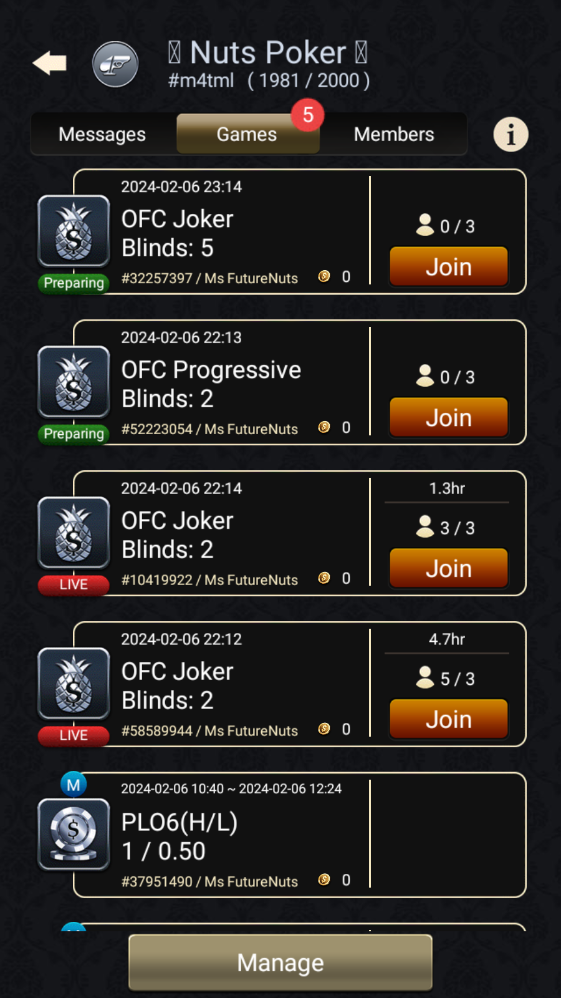 Nuts Poker
#m4tml ( 1981 / 2000 )
5
Messages
Games
Members
i
2024-02-06 23:14
OFC Joker
Blinds: 5
#32257397 / Ms FutureNuts
0
Preparing
0 / 3
Join
2024-02-06 22:13
OFC Progressive
Blinds: 2
#52223054 / Ms FutureNuts
0
Preparing
0 / 3
Join
2024-02-06 22:14
OFC Joker
Blinds: 2
#10419922 / Ms FutureNuts
0
LIVE
1.3hr
3 / 3
Join
2024-02-06 22:12
OFC Joker
Blinds: 2
#58589944 / Ms FutureNuts
0
LIVE
4.7hr
5 / 3
Join
M
2024-02-06 10:40 ~ 2024-02-06 12:24
PLO6(H/L)
1 / 0.50
#37951490 / Ms FutureNuts
0
Manage